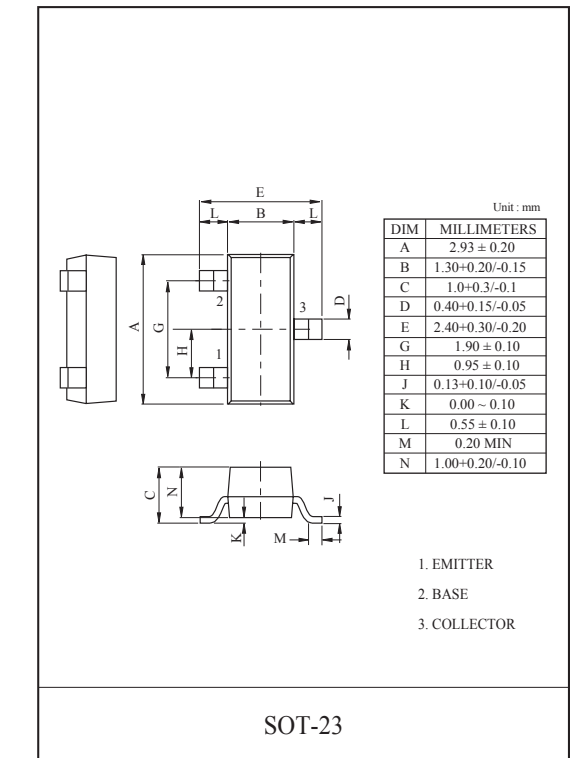 E
L B L
Unit : mm
DIM MILLIMETERS
A 2.93 ± 0.20
B 1.30+0.20/-0.15
C 1.0+0.3/-0.1
D 0.40+0.15/-0.05
E 2.40+0.30/-0.20
G 1.90 ± 0.10
H 0.95 ± 0.10
J 0.13+0.10/-0.05
K 0.00 ~ 0.10
L 0.55 ± 0.10
M 0.20 MIN
N 1.00+0.20/-0.10
2 3 D
A G
H 1
C N J
K M
1. EMITTER
2. BASE
3. COLLECTOR
SOT-23